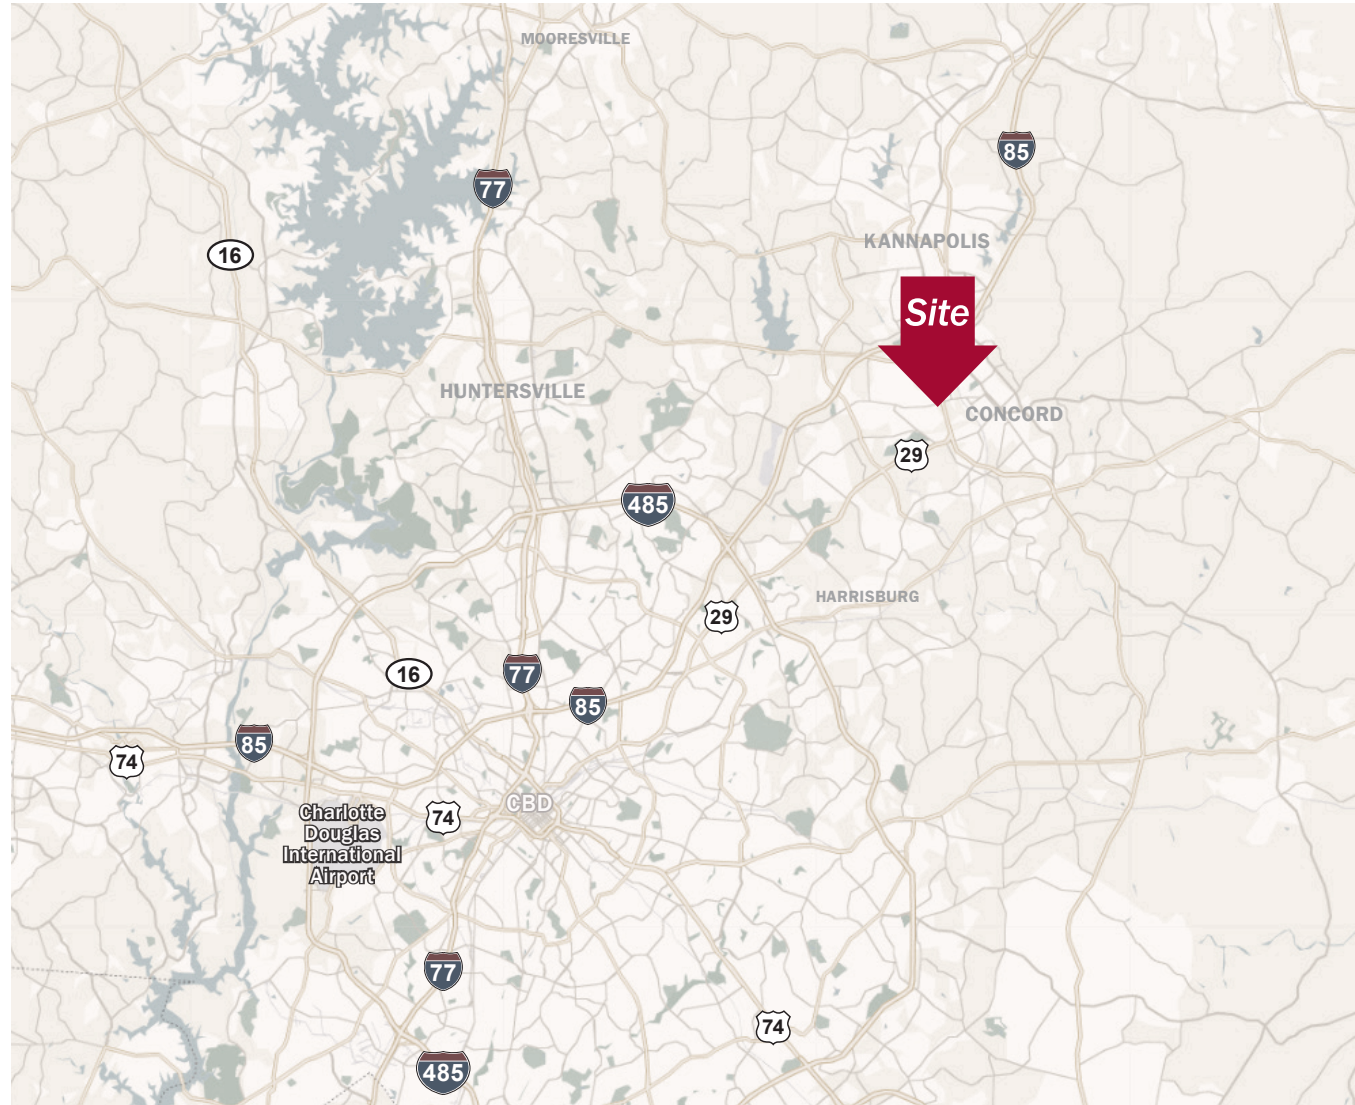 MOORESVILLE
85
77
KANNAPOLIS
16
Site
HUNTERSVILLE
CONCORD
29
485
HARRISBURG
29
77
16
85
85
74
CBD
74
Charlotte
Douglas
International
Airport
77
74
485